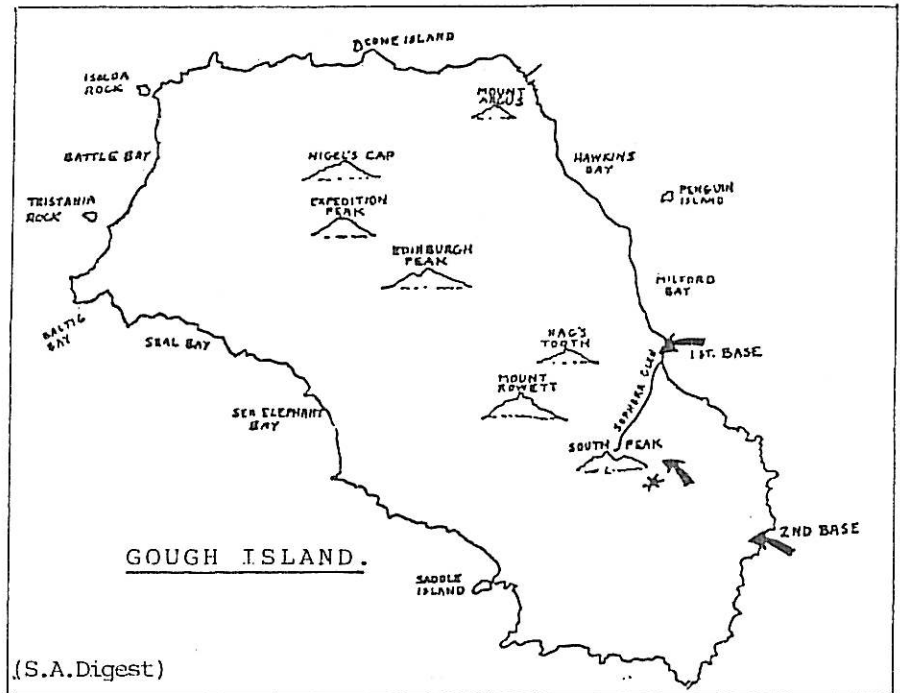 DCONE ISLAND
ISOLDA
ROCK
MOUNT
ARGUS
BATTLE BAY
NIGEL'S CAP
HAWKINS
BAY
TRISTANIA
ROCK
EXPEDITION
PEAK
PENGUIN
ISLAND
EDINBURGH
PEAK
MILFORD
BAY
BALTIG
BAY
SEAL BAY
HAG'S
TOOTH
1ST. BASE
SEA ELEPHANT
BAY
MOUNT
ROWETT
SOPHORA GLEN
SOUTH PEAK
2ND BASE
GOUGH ISLAND.
SADDLE
ISLAND
(S.A.Digest)